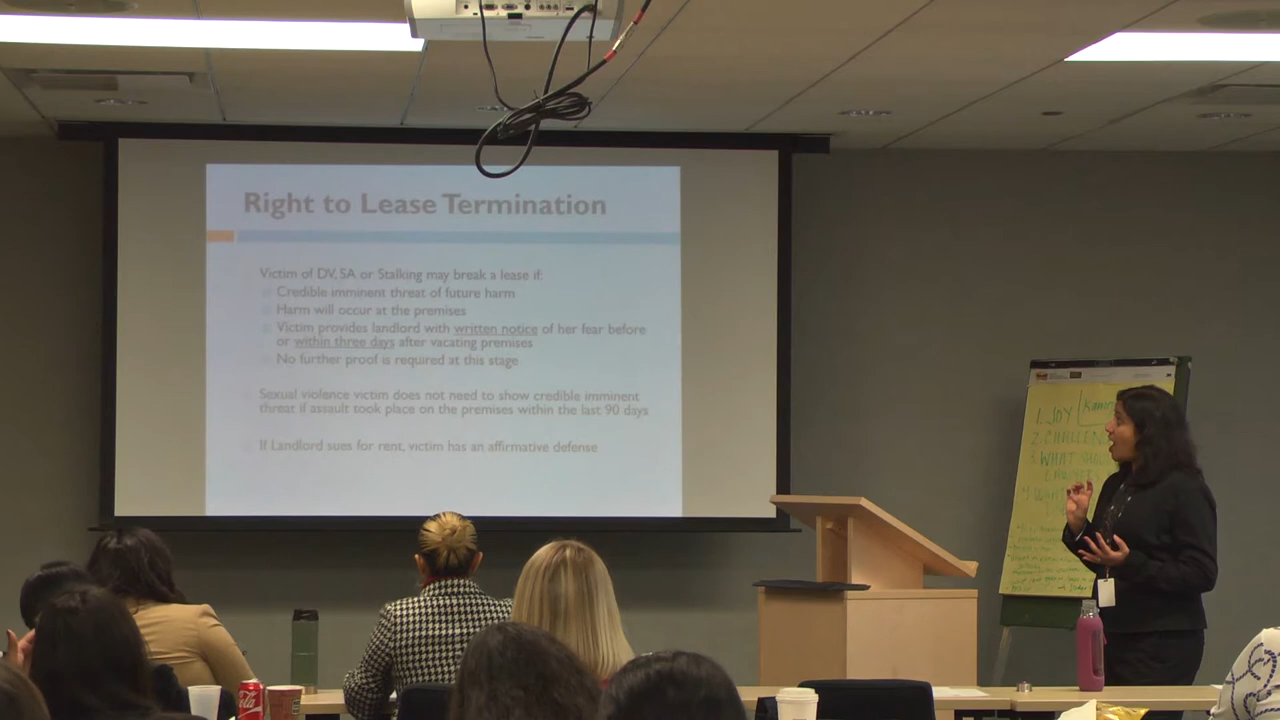 Right to Lease Termination
Victim of DV, SA or Stalking may break a lease if:
Credible imminent threat of future harm
Harm will occur at the premises
Victim provides landlord with written notice of her fear before
or within three days after vacating premises
No further proof is required at this stage
Sexual violence victim does not need to show credible imminent
threat if assault took place on the premises within the last 90 days
If Landlord sues for rent, victim has an affirmative defense
1. JOY
2. CHALLEN
3. WHAT SHOU
4. WHAT